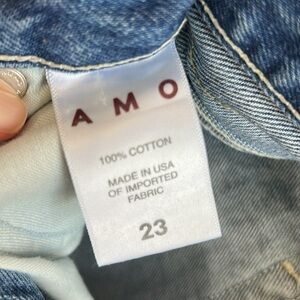 AMO
100% COTTON
MADE IN USA
OF IMPORTED
FABRIC
23